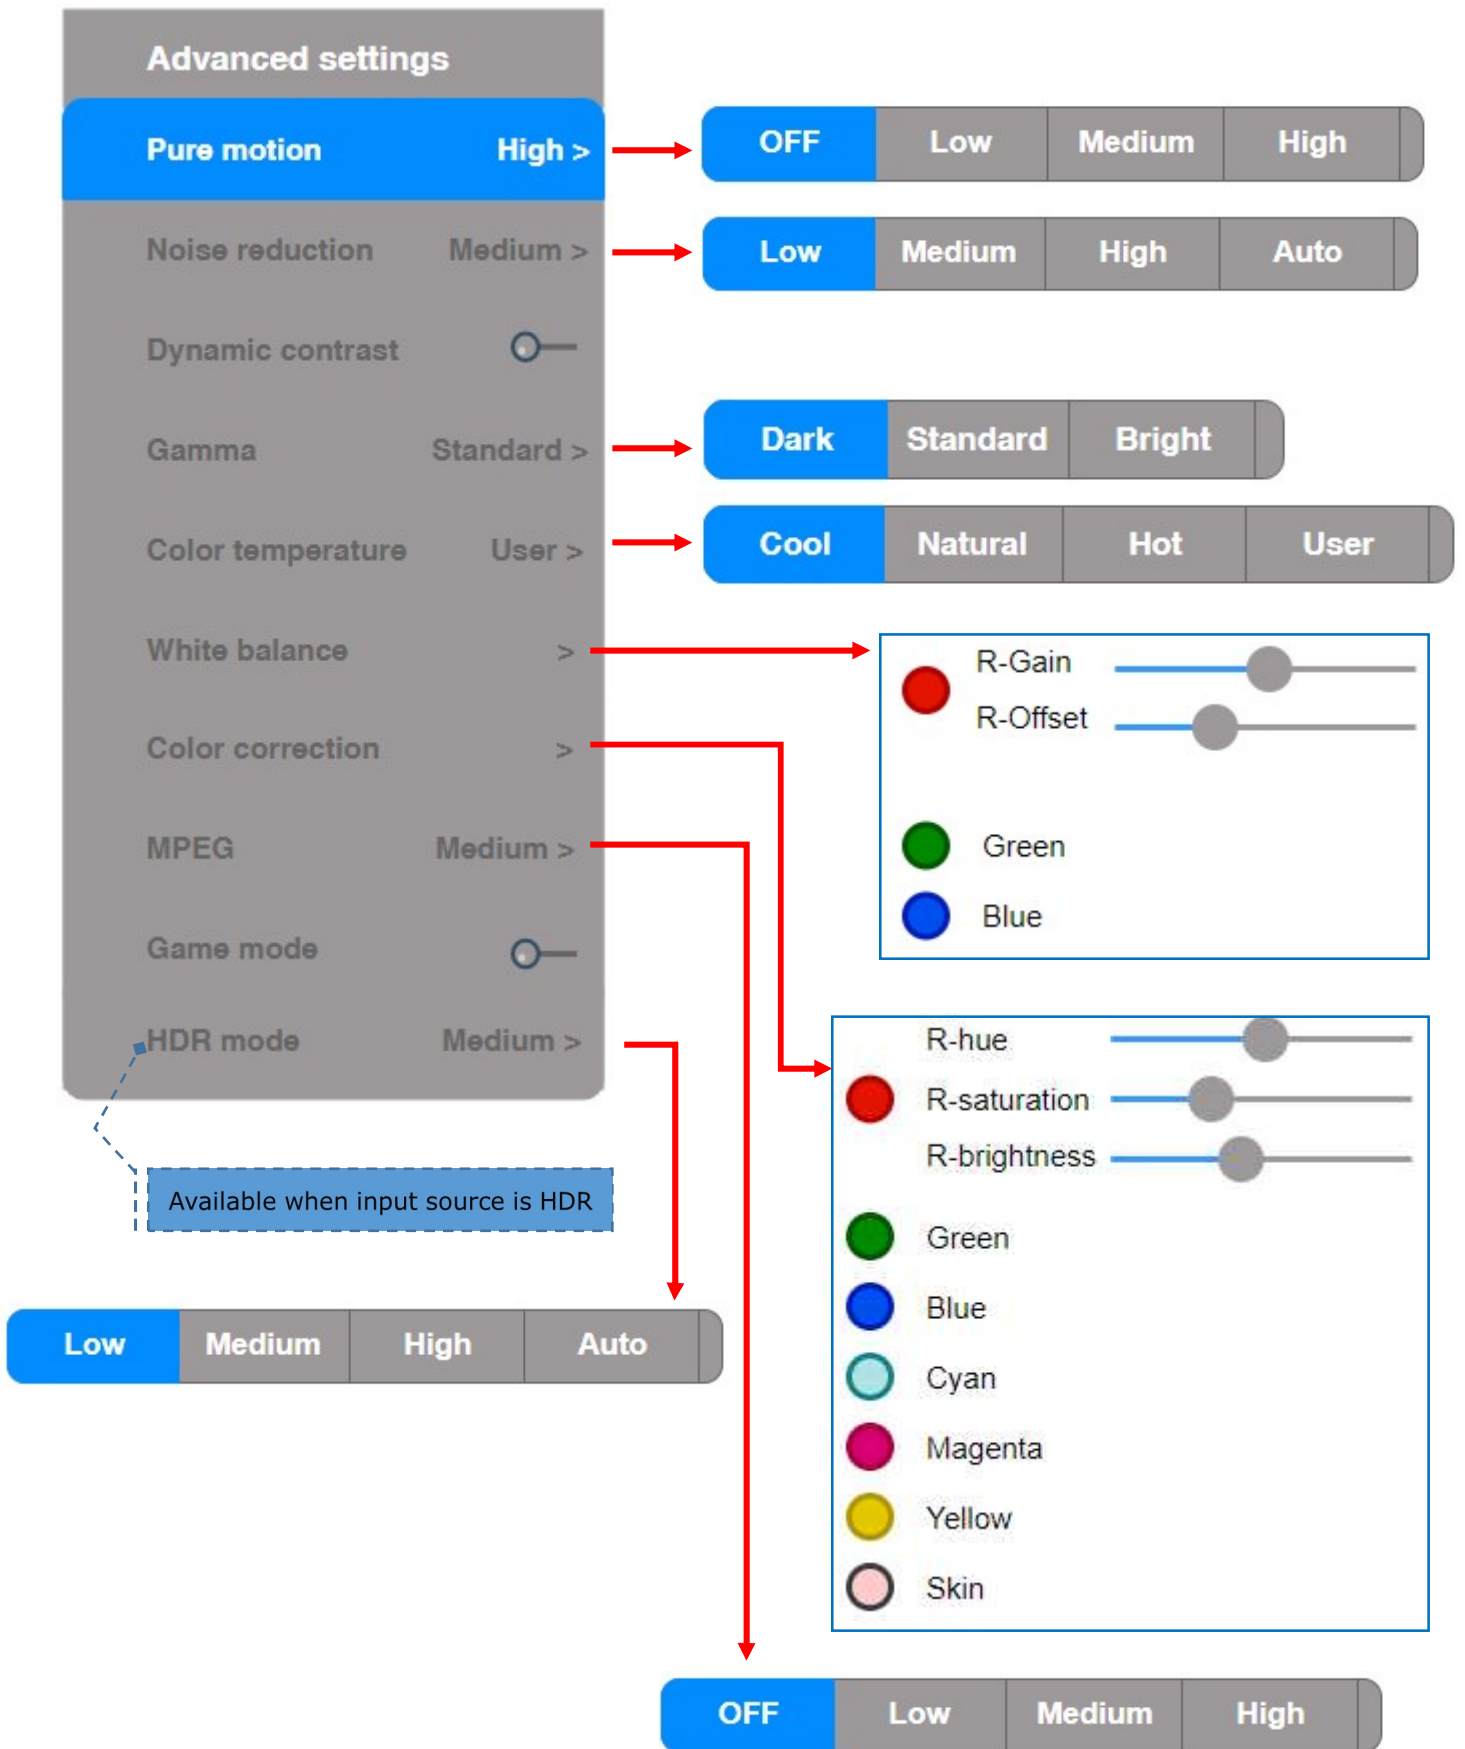 Advanced settings
Pure motion High >
OFF Low Medium High
Noise reduction Medium >
Low Medium High Auto
Dynamic contrast
Gamma Standard >
Dark Standard Bright
Color temperature User >
Cool Natural Hot User
White balance >
R-Gain
R-Offset
Green
Blue
Color correction >
MPEG Medium >
Game mode
HDR mode Medium >
Available when input source is HDR
R-hue
R-saturation
R-brightness
Green
Blue
Cyan
Magenta
Yellow
Skin
Low Medium High Auto
OFF Low Medium High